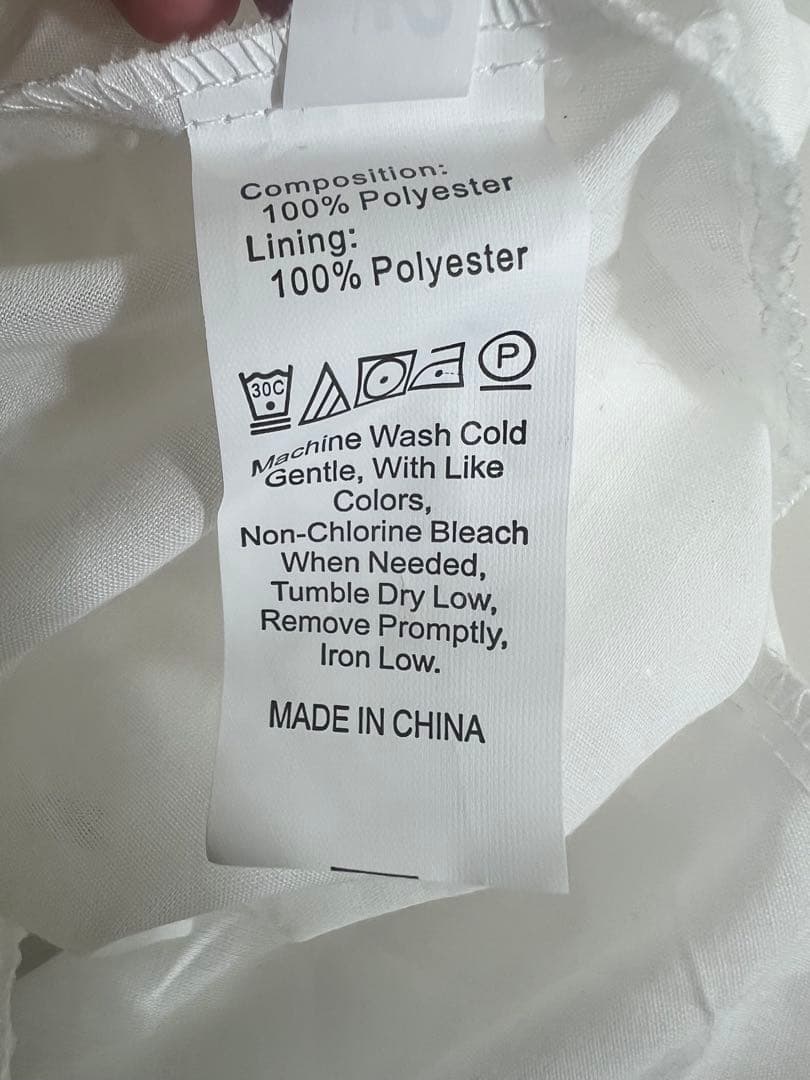 Composition:
100% Polyester
Lining:
100% Polyester
30C
P
Machine Wash Cold
Gentle, With Like
Colors,
Non-Chlorine Bleach
When Needed,
Tumble Dry Low,
Remove Promptly,
Iron Low.
MADE IN CHINA